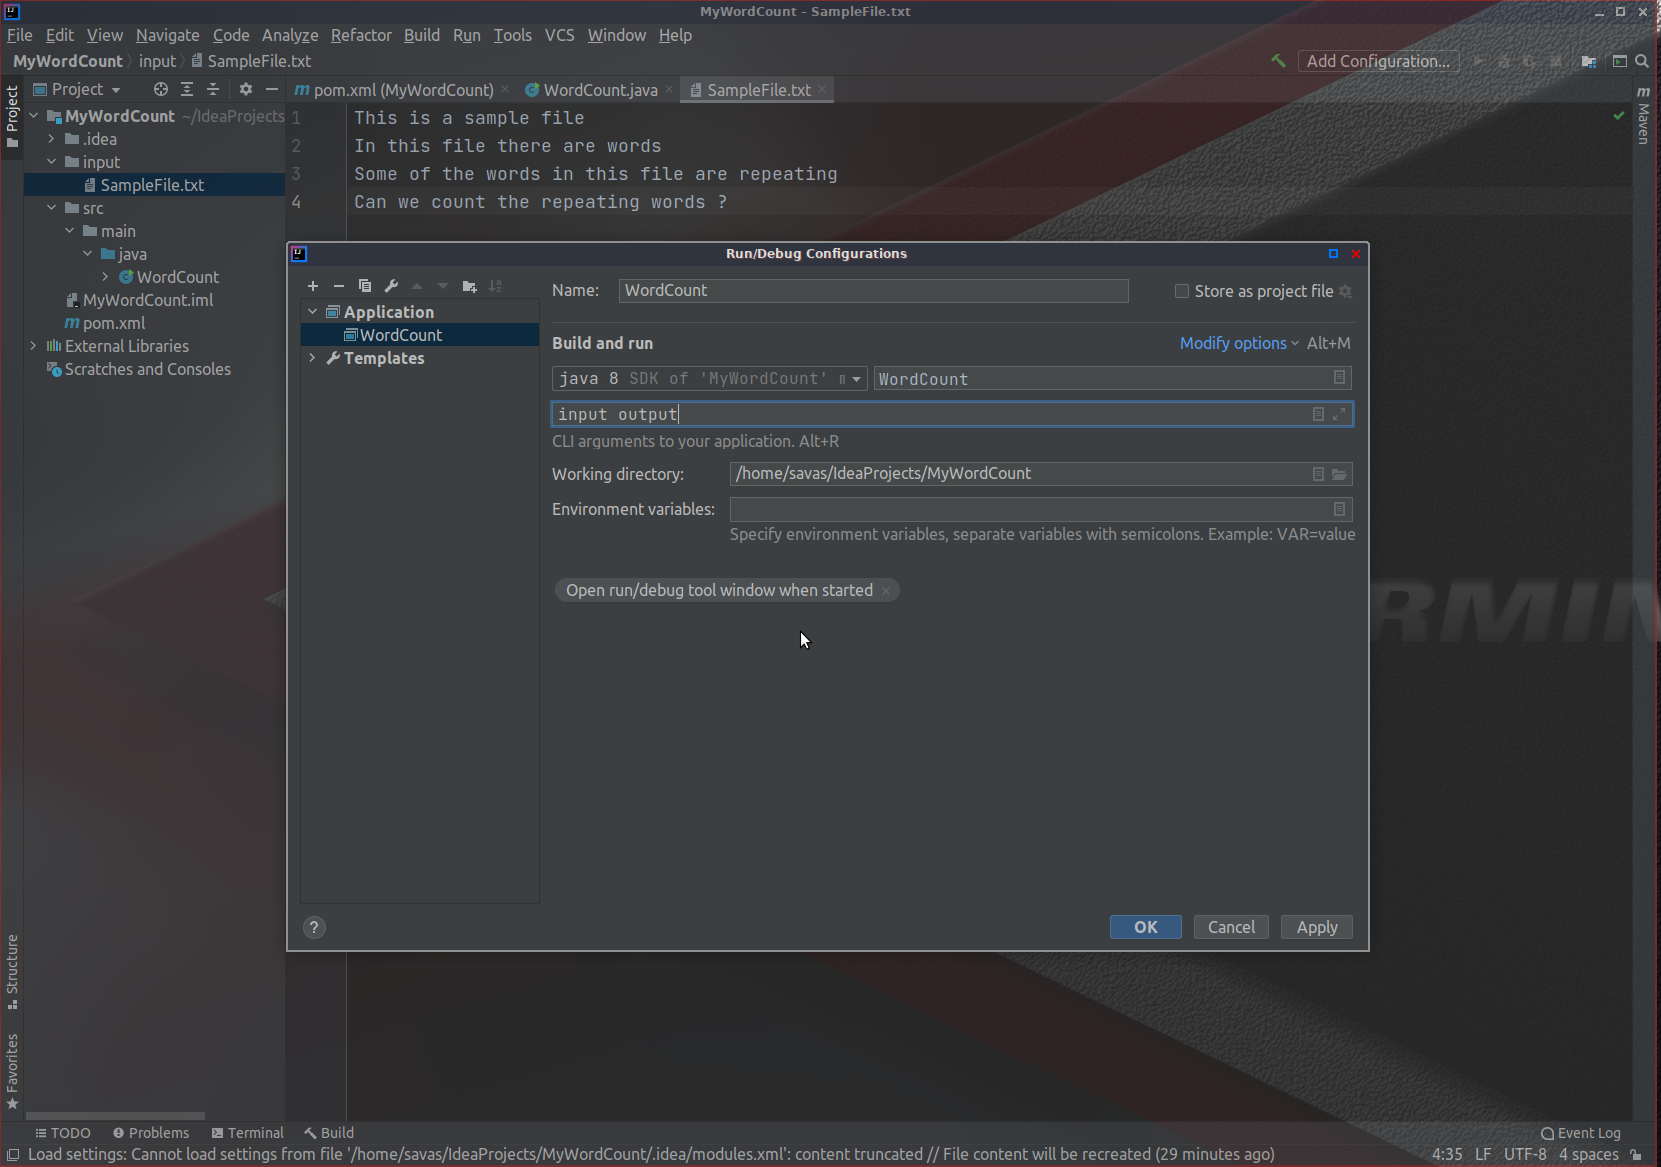 MyWordCount – SampleFile.txt
File Edit View Navigate Code Analyze Refactor Build Run Tools VCS Window Help
MyWordCount input SampleFile.txt Add Configuration...
Project
pom.xml (MyWordCount) WordCount.java SampleFile.txt
Project
Maven
Structure
Favorites
MyWordCount ~/IdeaProjects
.idea
input
SampleFile.txt
src
main
java
WordCount
MyWordCount.iml
pom.xml
External Libraries
Scratches and Consoles
1 This is a sample file
2 In this file there are words
3 Some of the words in this file are repeating
4 Can we count the repeating words ?
Run/Debug Configurations
Application
WordCount
Templates
Name: WordCount Store as project file
Build and run Modify options Alt+M
java 8 SDK of 'MyWordCount' WordCount
input output
CLI arguments to your application. Alt+R
Working directory: /home/savas/IdeaProjects/MyWordCount
Environment variables:
Specify environment variables, separate variables with semicolons. Example: VAR=value
Open run/debug tool window when started
? OK Cancel Apply
TODO Problems Terminal Build Event Log
Load settings: Cannot load settings from file '/home/savas/IdeaProjects/MyWordCount/.idea/modules.xml': content truncated // File content will be recreated (29 minutes ago) 4:35 LF UTF-8 4 spaces